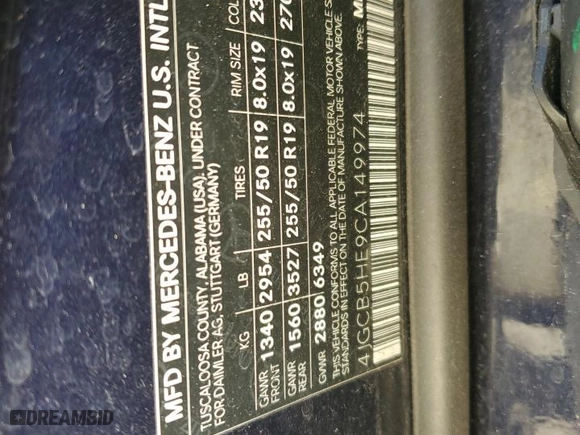 MFD BY MERCEDES-BENZ U.S. INTL
TUSCALOOSA COUNTY, ALABAMA (USA), UNDER CONTRACT
FOR DAIMLER AG, STUTTGART (GERMANY)
KG LB TIRES RIM SIZE COL
GAWR FRONT 1340 2954 255/50 R19 8.0x19 23
GAWR REAR 1560 3527 255/50 R19 8.0x19 270
GVWR 2880 6349
THIS VEHICLE CONFORMS TO ALL APPLICABLE FEDERAL MOTOR VEHICLE S
STANDARDS IN EFFECT ON THE DATE OF MANUFACTURE SHOWN ABOVE.
4JGCB5HE9CA149974 TYPE:
DREAMBID